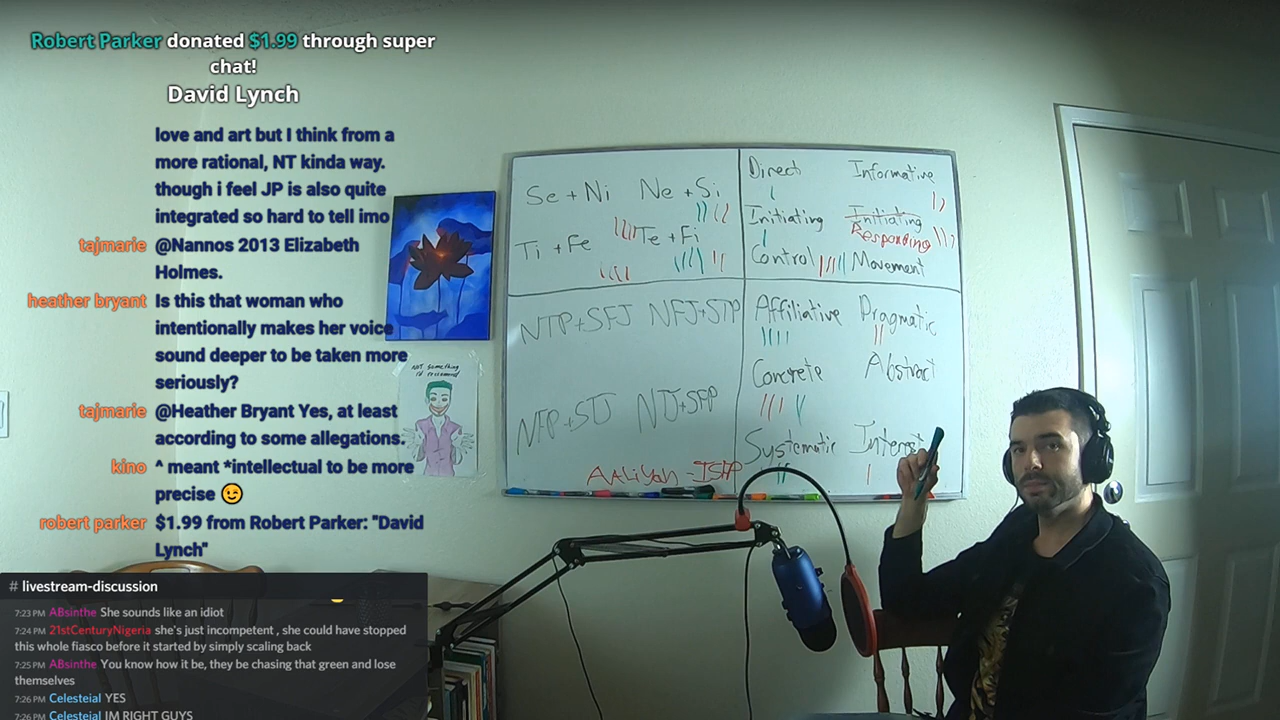 Robert Parker donated $1.99 through super
chat!
David Lynch
love and art but I think from a
more rational, NT kinda way.
though i feel JP is also quite
integrated so hard to tell imo
tajmarie @Nannos 2013 Elizabeth
Holmes.
heather bryant Is this that woman who
intentionally makes her voice
sound deeper to be taken more
seriously?
tajmarie @Heather Bryant Yes, at least
according to some allegations.
kino ^ meant *intellectual to be more
precise 😉
robert parker $1.99 from Robert Parker: "David
Lynch"
# livestream-discussion
7:23 PM ABsinthe She sounds like an idiot
7:24 PM 21stCenturyNigeria she's just incompetent , she could have stopped
this whole fiasco before it started by simply scaling back
7:25 PM ABsinthe You know how it be, they be chasing that green and lose
themselves
7:26 PM Celesteial YES
7:26 PM Celesteial IM RIGHT GUYS
NOT something
I'd recommend
Se + Ni Ne + Si
Ti + Fe Te + Fi
NTP + SFJ NFJ + STP
NFP + STJ NTJ + SFP
Aaliyah - ISFP
Direct Informative
Initiating Initiating
Responding
Control Movement
Affiliative Pragmatic
Concrete Abstract
Systematic Interest